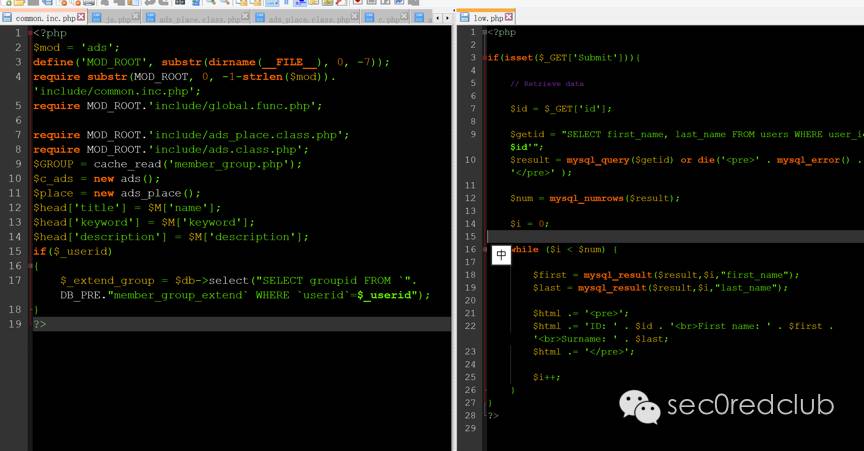 common.inc.php
js.php
ads_place.class.php
ads_place.class.php
c.php
1 <?php
2 $mod = 'ads';
3 define('MOD_ROOT', substr(dirname(__FILE__), 0, -7));
4 require substr(MOD_ROOT, 0, -1-strlen($mod)).
'include/common.inc.php';
5 require MOD_ROOT.'include/global.func.php';
6
7 require MOD_ROOT.'include/ads_place.class.php';
8 require MOD_ROOT.'include/ads.class.php';
9 $GROUP = cache_read('member_group.php');
10 $c_ads = new ads();
11 $place = new ads_place();
12 $head['title'] = $M['name'];
13 $head['keyword'] = $M['keyword'];
14 $head['description'] = $M['description'];
15 if($_userid)
16 {
17 $_extend_group = $db->select("SELECT groupid FROM `".
DB_PRE."member_group_extend` WHERE `userid`=$_userid");
18 }
19 ?>
low.php
1 <?php
2
3 if(isset($_GET['Submit'])){
4
5 // Retrieve data
6
7 $id = $_GET['id'];
8
9 $getid = "SELECT first_name, last_name FROM users WHERE user_i
$id'";
10 $result = mysql_query($getid) or die('<pre>' . mysql_error() .
'</pre>' );
11
12 $num = mysql_numrows($result);
13
14 $i = 0;
15
16 while ($i < $num) {
中
17
18 $first = mysql_result($result,$i,"first_name");
19 $last = mysql_result($result,$i,"last_name");
20
21 $html .= '<pre>';
22 $html .= 'ID: ' . $id . '<br>First name: ' . $first .
'<br>Surname: ' . $last;
23 $html .= '</pre>';
24
25 $i++;
26 }
27 }
28 ?>
29
sec0redclub